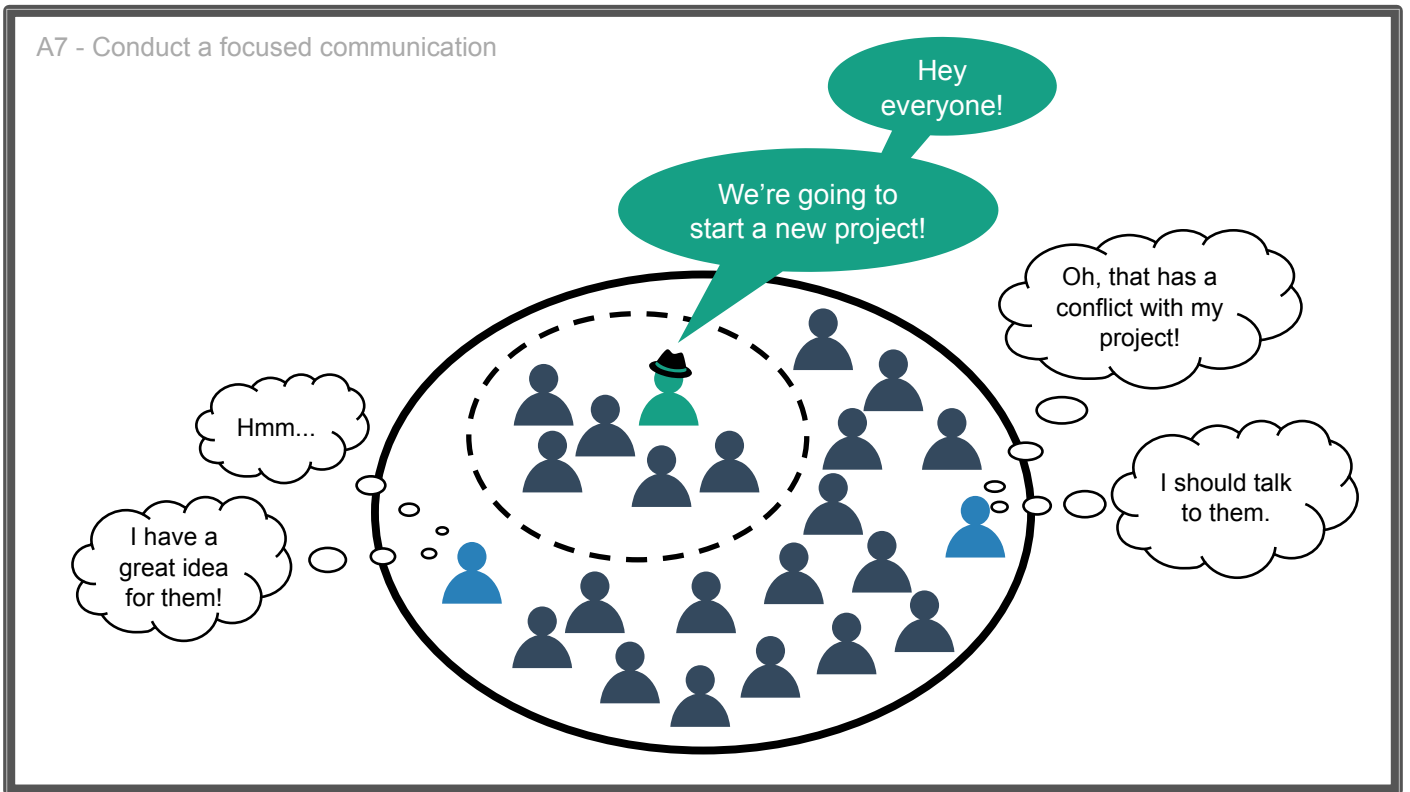 A7 - Conduct a focused communication
Hey
everyone!
We’re going to
start a new project!
Oh, that has a
conflict with my
project!
Hmm...
I should talk
to them.
I have a
great idea
for them!